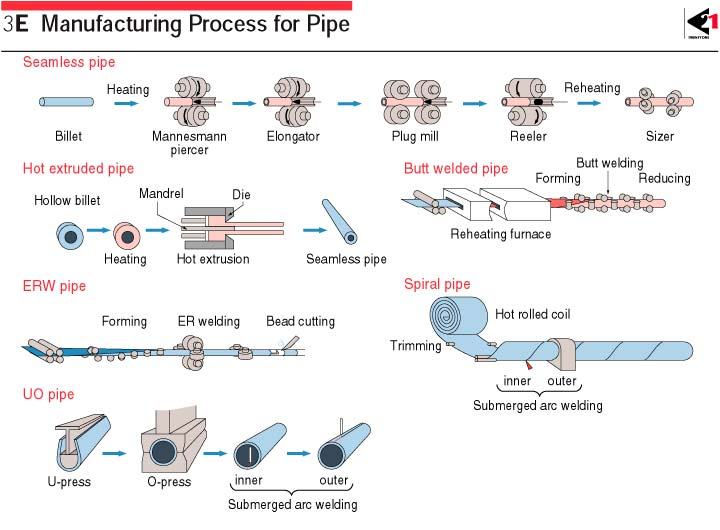 3E Manufacturing Process for Pipe
21
Seamless pipe
Heating
Reheating
Billet
Mannesmann
piercer
Elongator
Plug mill
Reeler
Sizer
Hot extruded pipe
Hollow billet
Mandrel
Die
Heating
Hot extrusion
Seamless pipe
Butt welded pipe
Butt welding
Forming
Reducing
Reheating furnace
ERW pipe
Forming
ER welding
Bead cutting
Spiral pipe
Hot rolled coil
Trimming
inner
outer
Submerged arc welding
UO pipe
U-press
O-press
inner
outer
Submerged arc welding